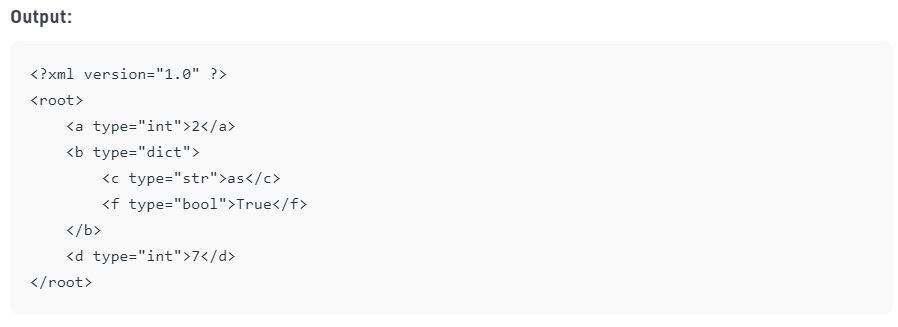 Output:
<?xml version="1.0" ?>
<root>
    <a type="int">2</a>
    <b type="dict">
        <c type="str">as</c>
        <f type="bool">True</f>
    </b>
    <d type="int">7</d>
</root>